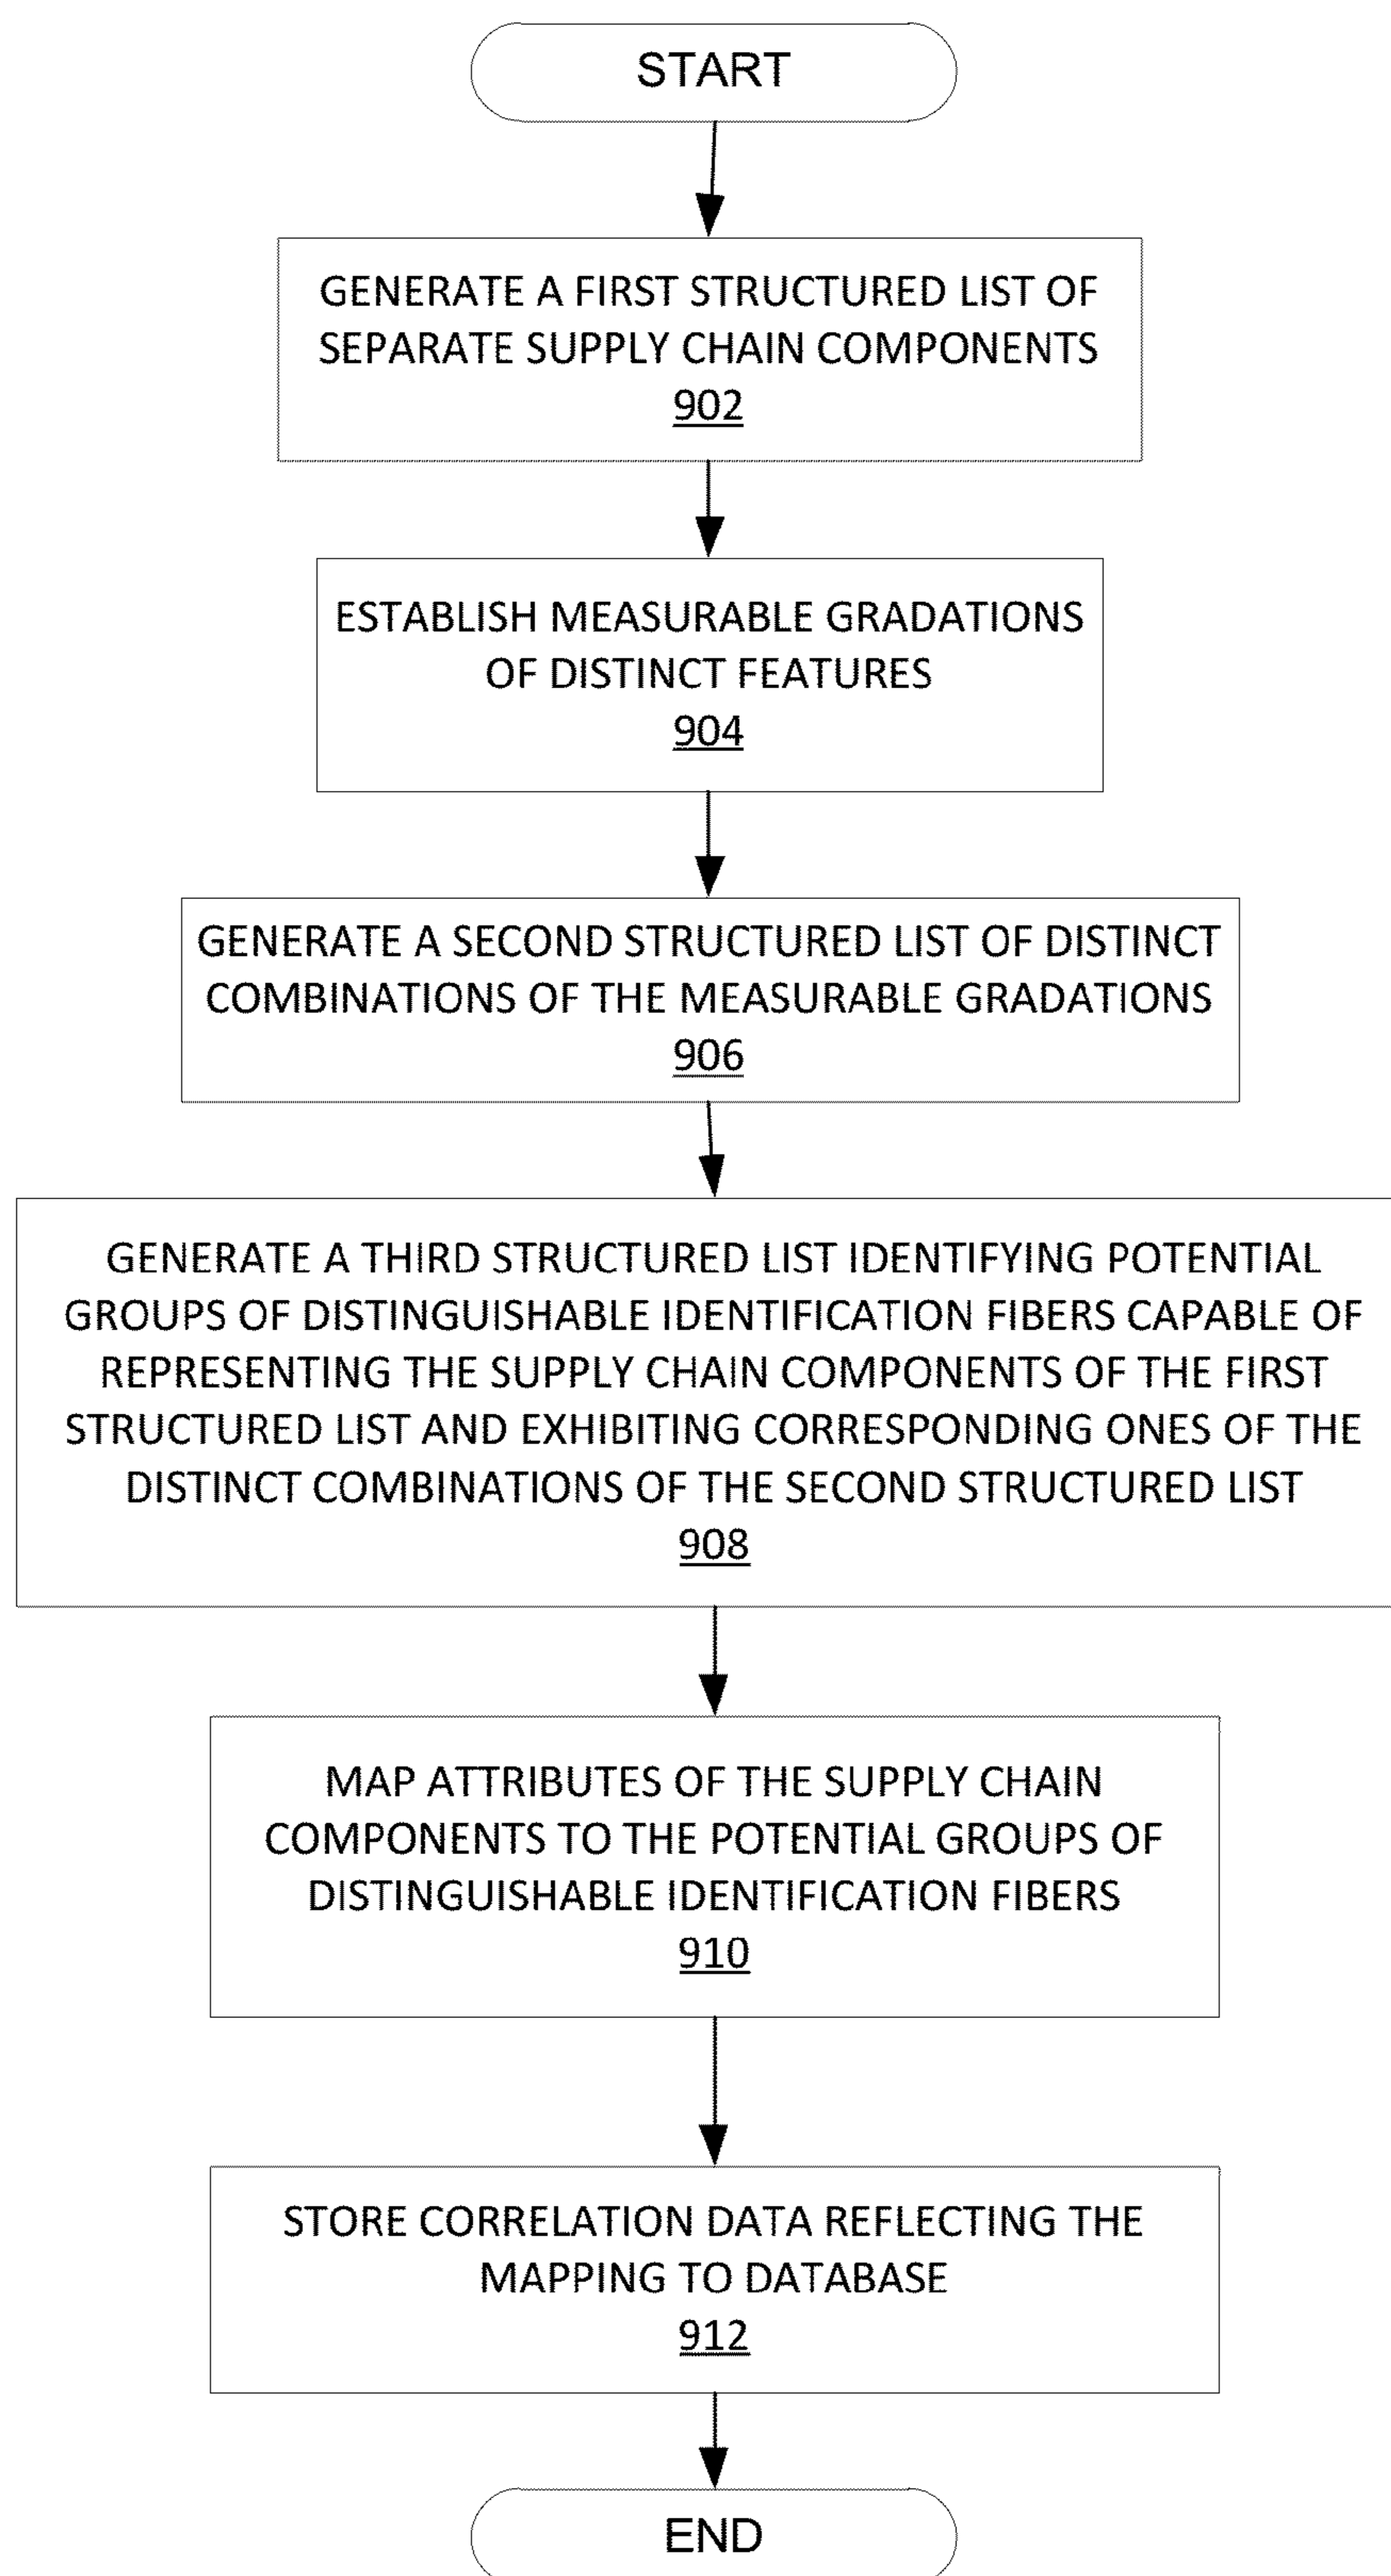 START
GENERATE A FIRST STRUCTURED LIST OF
SEPARATE SUPPLY CHAIN COMPONENTS
902
ESTABLISH MEASURABLE GRADATIONS
OF DISTINCT FEATURES
904
GENERATE A SECOND STRUCTURED LIST OF DISTINCT
COMBINATIONS OF THE MEASURABLE GRADATIONS
906
GENERATE A THIRD STRUCTURED LIST IDENTIFYING POTENTIAL
GROUPS OF DISTINGUISHABLE IDENTIFICATION FIBERS CAPABLE OF
REPRESENTING THE SUPPLY CHAIN COMPONENTS OF THE FIRST
STRUCTURED LIST AND EXHIBITING CORRESPONDING ONES OF THE
DISTINCT COMBINATIONS OF THE SECOND STRUCTURED LIST
908
MAP ATTRIBUTES OF THE SUPPLY CHAIN
COMPONENTS TO THE POTENTIAL GROUPS OF
DISTINGUISHABLE IDENTIFICATION FIBERS
910
STORE CORRELATION DATA REFLECTING THE
MAPPING TO DATABASE
912
END